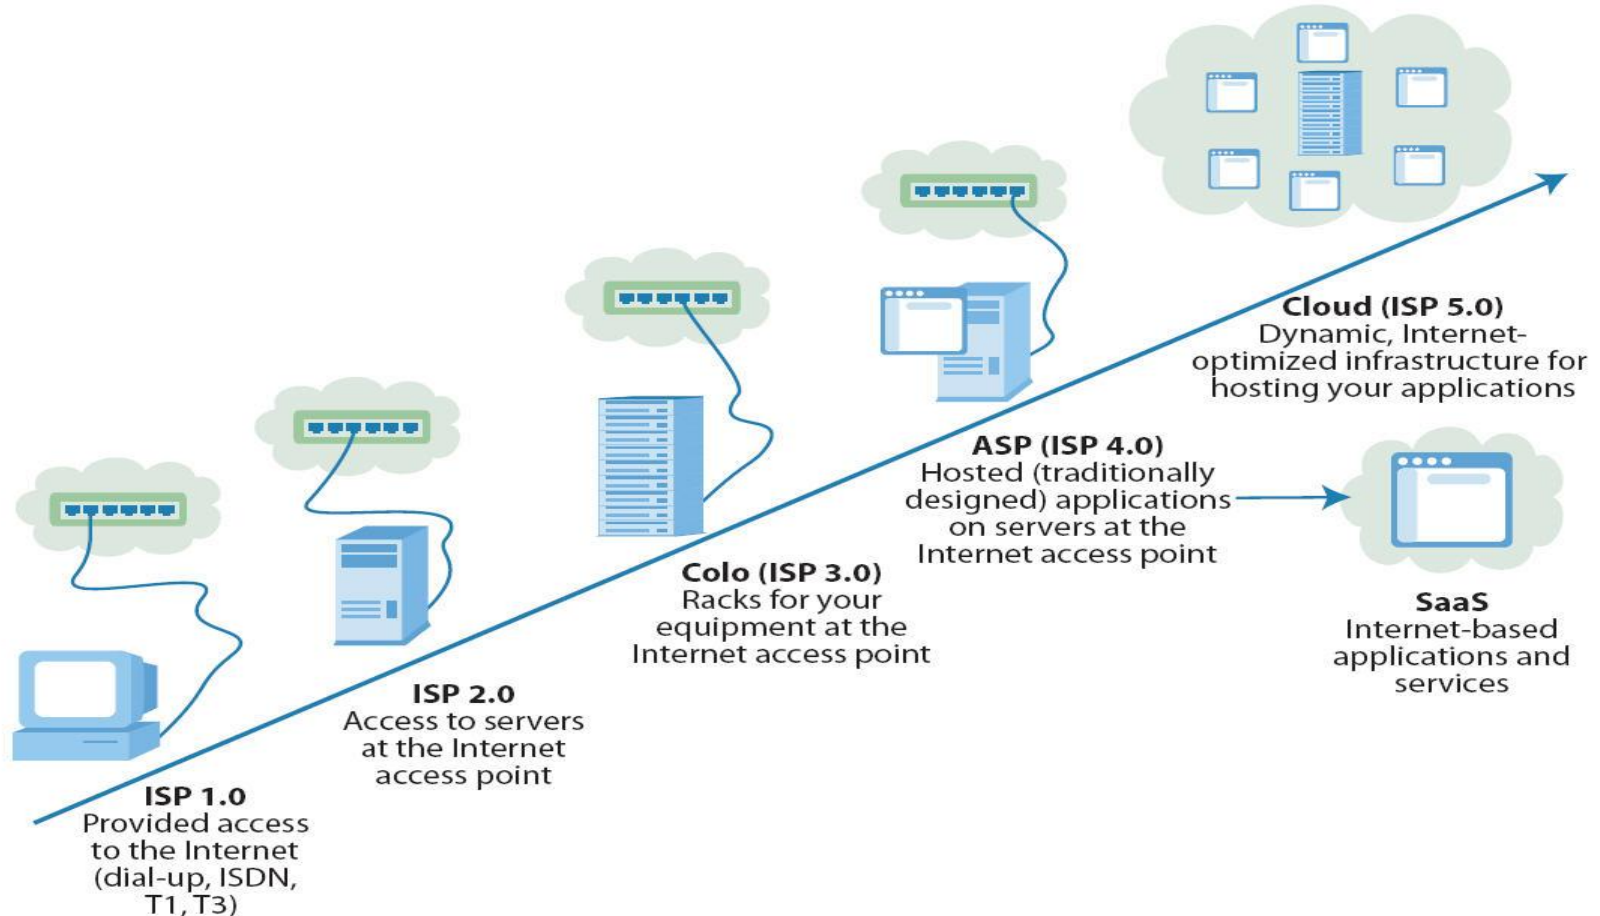 ISP 1.0
Provided access
to the Internet
(dial-up, ISDN,
T1, T3)
ISP 2.0
Access to servers
at the Internet
access point
Colo (ISP 3.0)
Racks for your
equipment at the
Internet access point
ASP (ISP 4.0)
Hosted (traditionally
designed) applications
on servers at the
Internet access point
Cloud (ISP 5.0)
Dynamic, Internet-
optimized infrastructure for
hosting your applications
SaaS
Internet-based
applications and
services